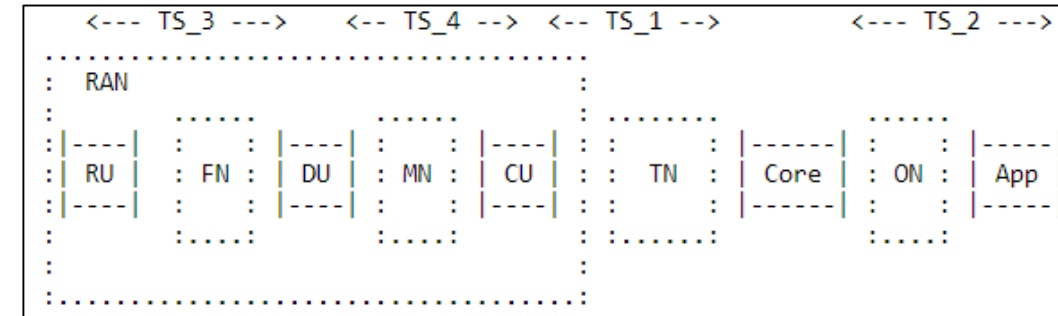 <--- TS_3 ---> <-- TS_4 --> <-- TS_1 --> <--- TS_2 --->
RAN
RU FN DU MN CU TN Core ON App